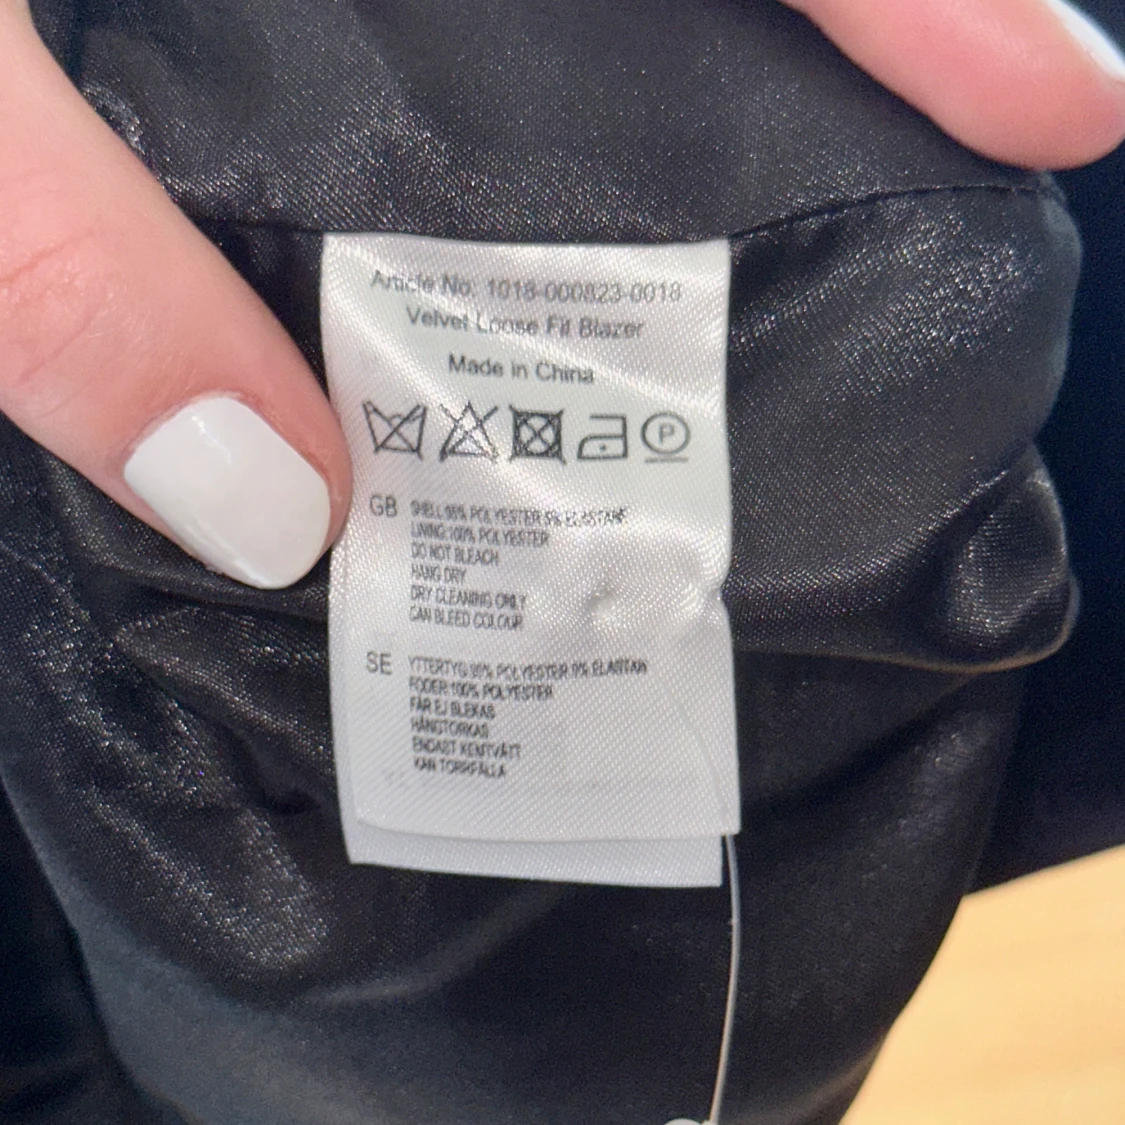 Article No. 1018-000823-0018
Velvet Loose Fit Blazer
Made in China
P
GB SHELL:95% POLYESTER 5% ELASTANE
LINING:100% POLYESTER
DO NOT BLEACH
HANG DRY
DRY CLEANING ONLY
CAN BLEED COLOUR
SE YTTERTYG:95% POLYESTER 5% ELASTAN
FODER:100% POLYESTER
FÅR EJ BLEKAS
HÄNGTORKAS
ENDAST KEMTVÄTT
KAN TORRFÄLLA